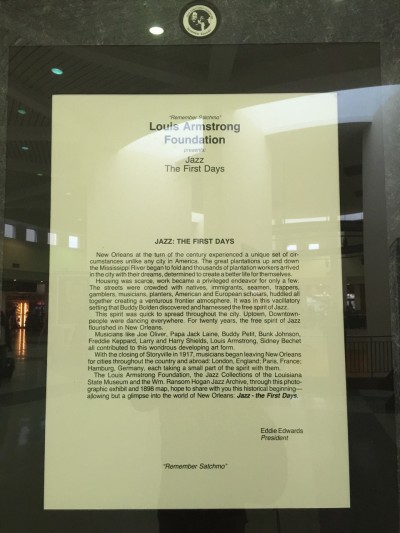 "Remember Satchmo"
Louis Armstrong
Foundation
presents:
Jazz
The First Days
JAZZ: THE FIRST DAYS
New Orleans at the turn of the century experienced a unique set of cir-
cumstances unlike any city in America. The great plantations up and down
the Mississippi River began to fold and thousands of plantation workers arrived
in the city with their dreams, determined to create a better life for themselves.
Housing was scarce, work became a privileged endeavor for only a few.
The streets were crowded with natives, immigrants, seamen, trappers,
gamblers, musicians, planters, American and European schouars, huddled all
together creating a venturous frontier atmosphere. It was in this vacillatory
setting that Buddy Bolden discovered and harnessed the free spirit of Jazz.
This spirit was quick to spread throughout the city. Uptown, Downtown-
people were dancing everywhere. For twenty years, the free spirit of Jazz
flourished in New Orleans.
Musicians like Joe Oliver, Papa Jack Laine, Buddy Petit, Bunk Johnson,
Freddie Keppard, Larry and Harry Shields, Louis Armstrong, Sidney Bechet
all contributed to this worldrous developing art form.
With the closing of Storyville in 1917, musicians began leaving New Orleans
for cities throughout the country and abroad: London, England; Paris, France;
Hamburg, Germany, each taking a small part of the spirit with them.
The Louis Armstrong Foundation, the Jazz Collections of the Louisiana
State Museum and the Wm. Ransom Hogan Jazz Archive, through this photo-
graphic exhibit and 1898 map, hope to share with you this historical beginning—
allowing but a glimpse into the world of New Orleans: Jazz - the First Days.
Eddie Edwards
President
"Remember Satchmo"